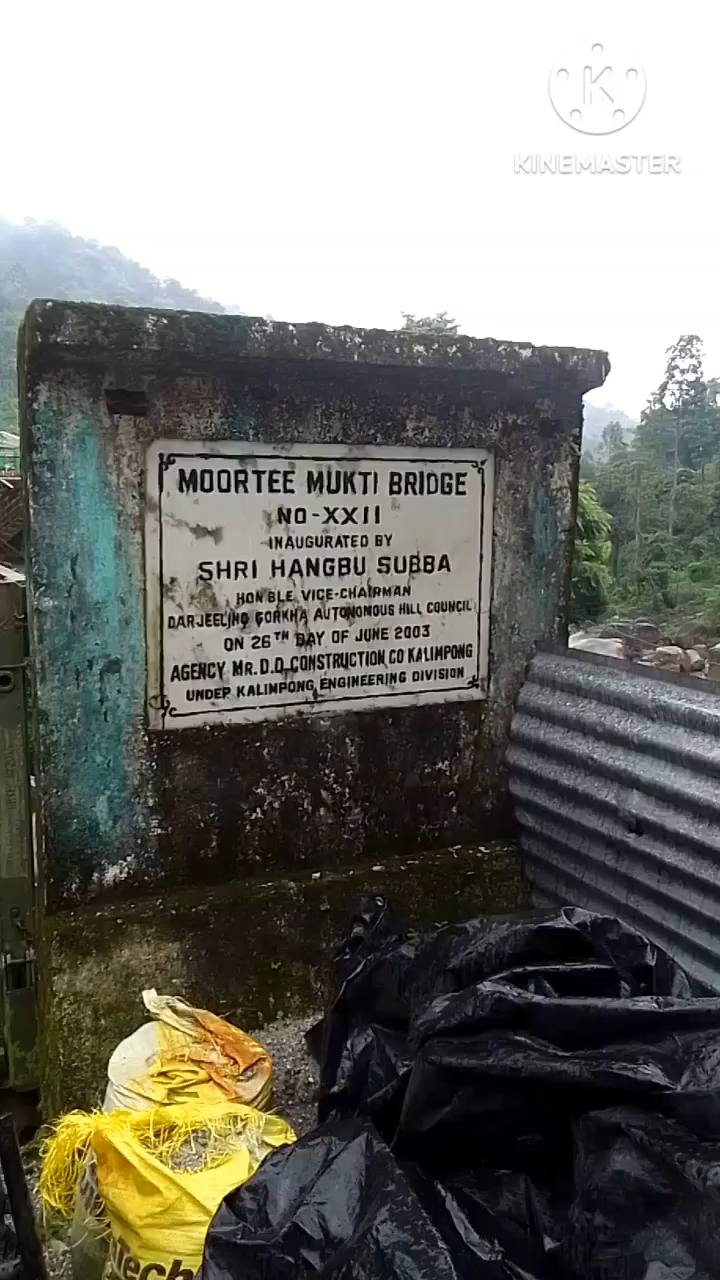 KINEMASTER
MOORTEE MUKTI BRIDGE
NO-XXII
INAUGURATED BY
SHRI HANGBU SUBBA
HON BLE VICE-CHAIRMAN
DARJEELING GORKHA AUTONOMOUS HILL COUNCIL
ON 26TH DAY OF JUNE 2003
AGENCY MR.D.D.CONSTRUCTION CO KALIMPONG
UNDER KALIMPONG ENGINEERING DIVISION